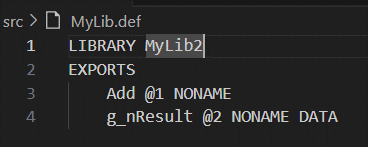 src > MyLib.def
1 LIBRARY MyLib2
2 EXPORTS
3 Add @1 NONAME
4 g_nResult @2 NONAME DATA